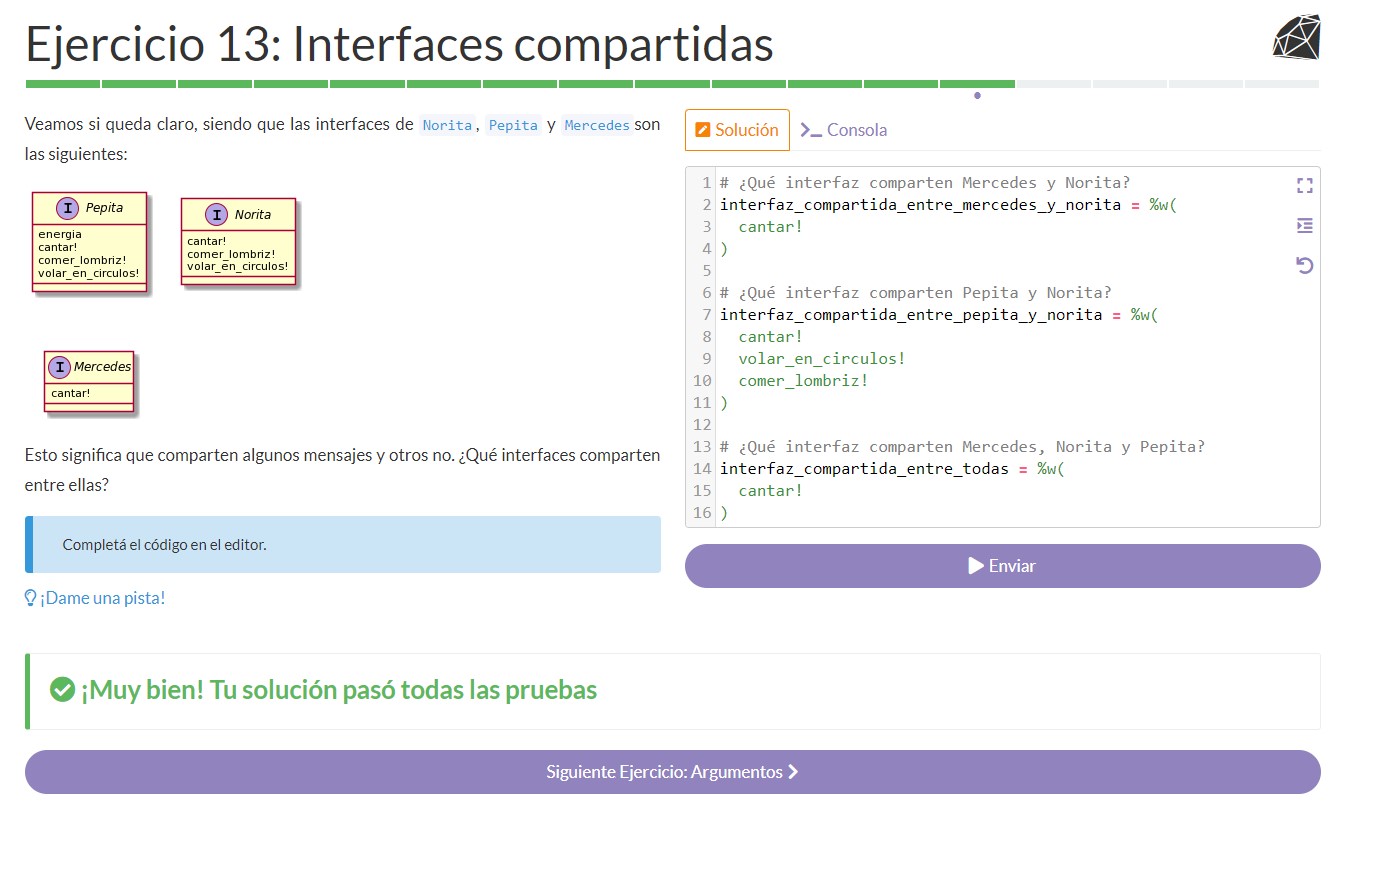 Ejercicio 13: Interfaces compartidas
Veamos si queda claro, siendo que las interfaces de Norita, Pepita y Mercedes son
las siguientes:
I Pepita
energia
cantar!
comer_lombriz!
volar_en_circulos!
I Norita
cantar!
comer_lombriz!
volar_en_circulos!
I Mercedes
cantar!
Esto significa que comparten algunos mensajes y otros no. ¿Qué interfaces comparten
entre ellas?
Completá el código en el editor.
¡Dame una pista!
Solución
Consola
1 # ¿Qué interfaz comparten Mercedes y Norita?
2 interfaz_compartida_entre_mercedes_y_norita = %w(
3   cantar!
4 )
5
6 # ¿Qué interfaz comparten Pepita y Norita?
7 interfaz_compartida_entre_pepita_y_norita = %w(
8   cantar!
9   volar_en_circulos!
10   comer_lombriz!
11 )
12
13 # ¿Qué interfaz comparten Mercedes, Norita y Pepita?
14 interfaz_compartida_entre_todas = %w(
15   cantar!
16 )
Enviar
¡Muy bien! Tu solución pasó todas las pruebas
Siguiente Ejercicio: Argumentos